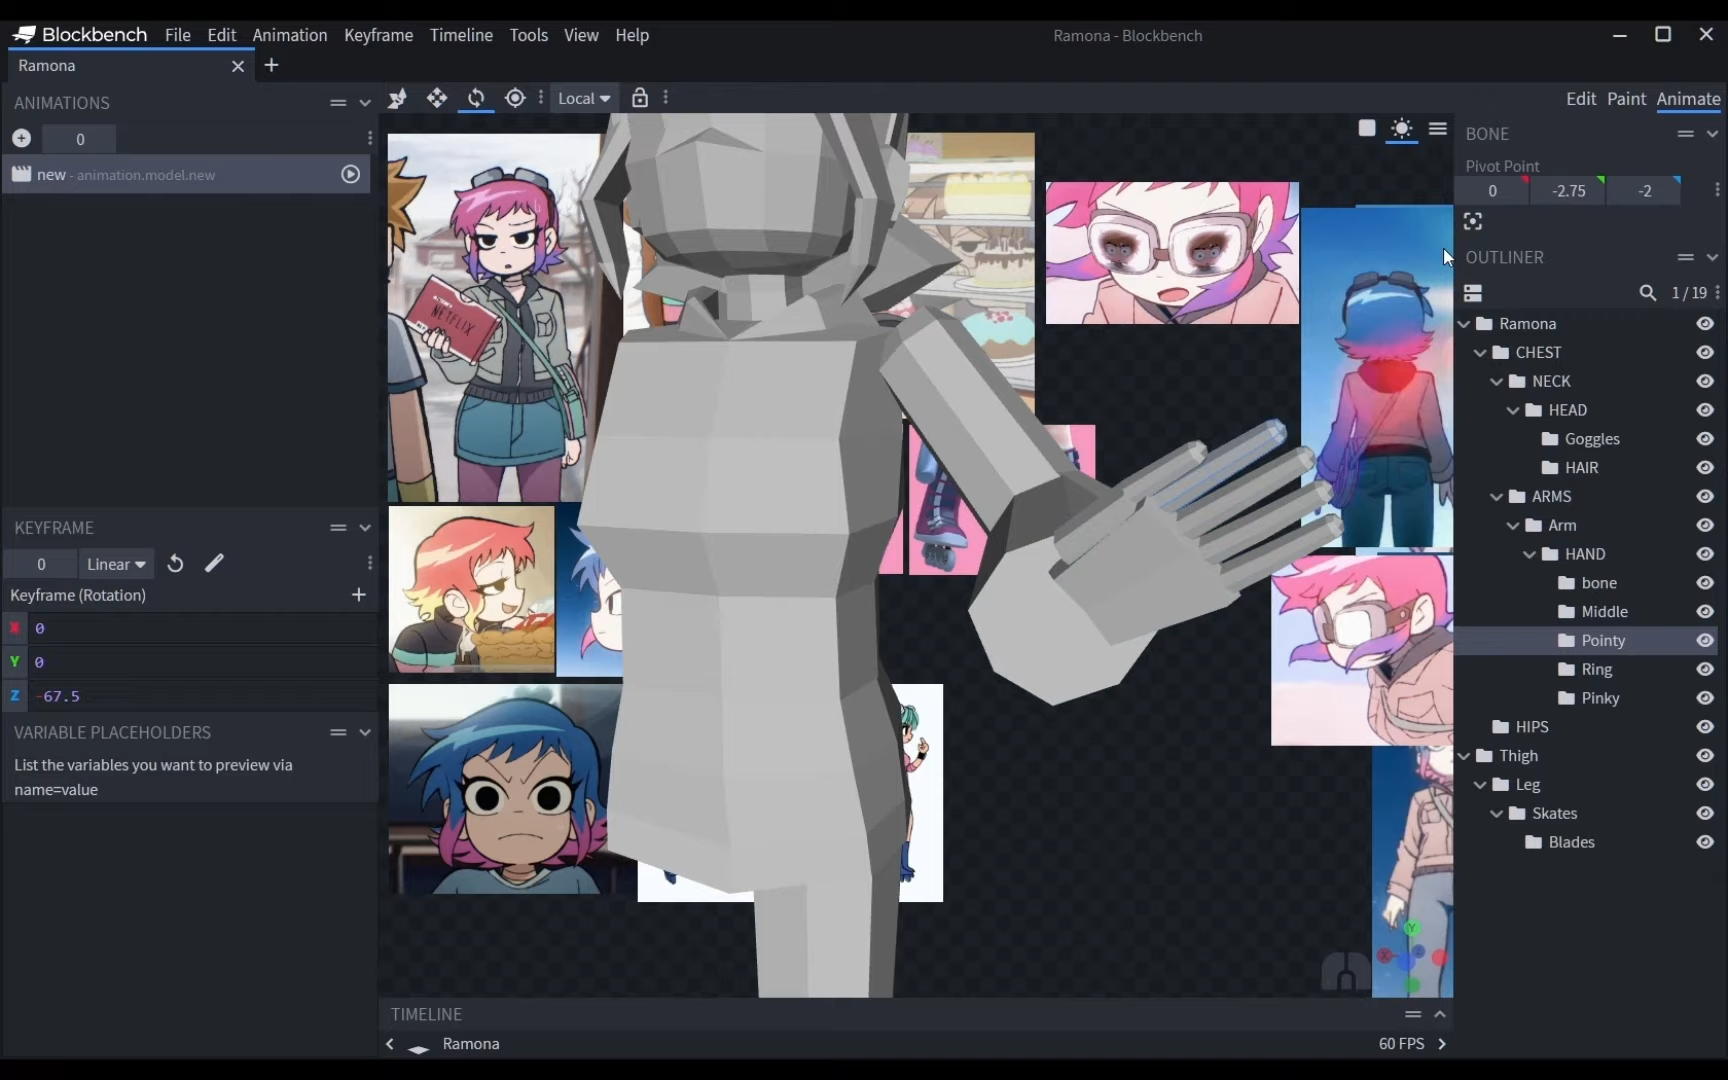 Blockbench File Edit Animation Keyframe Timeline Tools View Help Ramona - Blockbench
Ramona
ANIMATIONS
0
new - animation.model.new
KEYFRAME
0 Linear
Keyframe (Rotation)
X 0
Y 0
Z -67.5
VARIABLE PLACEHOLDERS
List the variables you want to preview via
name=value
Local
NETFLIX
Edit Paint Animate
BONE
Pivot Point
0 -2.75 -2
OUTLINER
1 / 19
Ramona
CHEST
NECK
HEAD
Goggles
HAIR
ARMS
Arm
HAND
bone
Middle
Pointy
Ring
Pinky
HIPS
Thigh
Leg
Skates
Blades
Y
X
Z
TIMELINE
Ramona
60 FPS